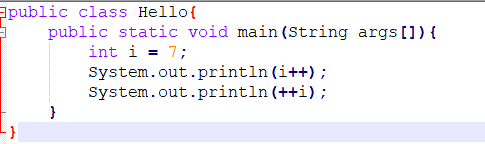 public class Hello{
    public static void main(String args[]){
        int i = 7;
        System.out.println(i++);
        System.out.println(++i);
    }
}